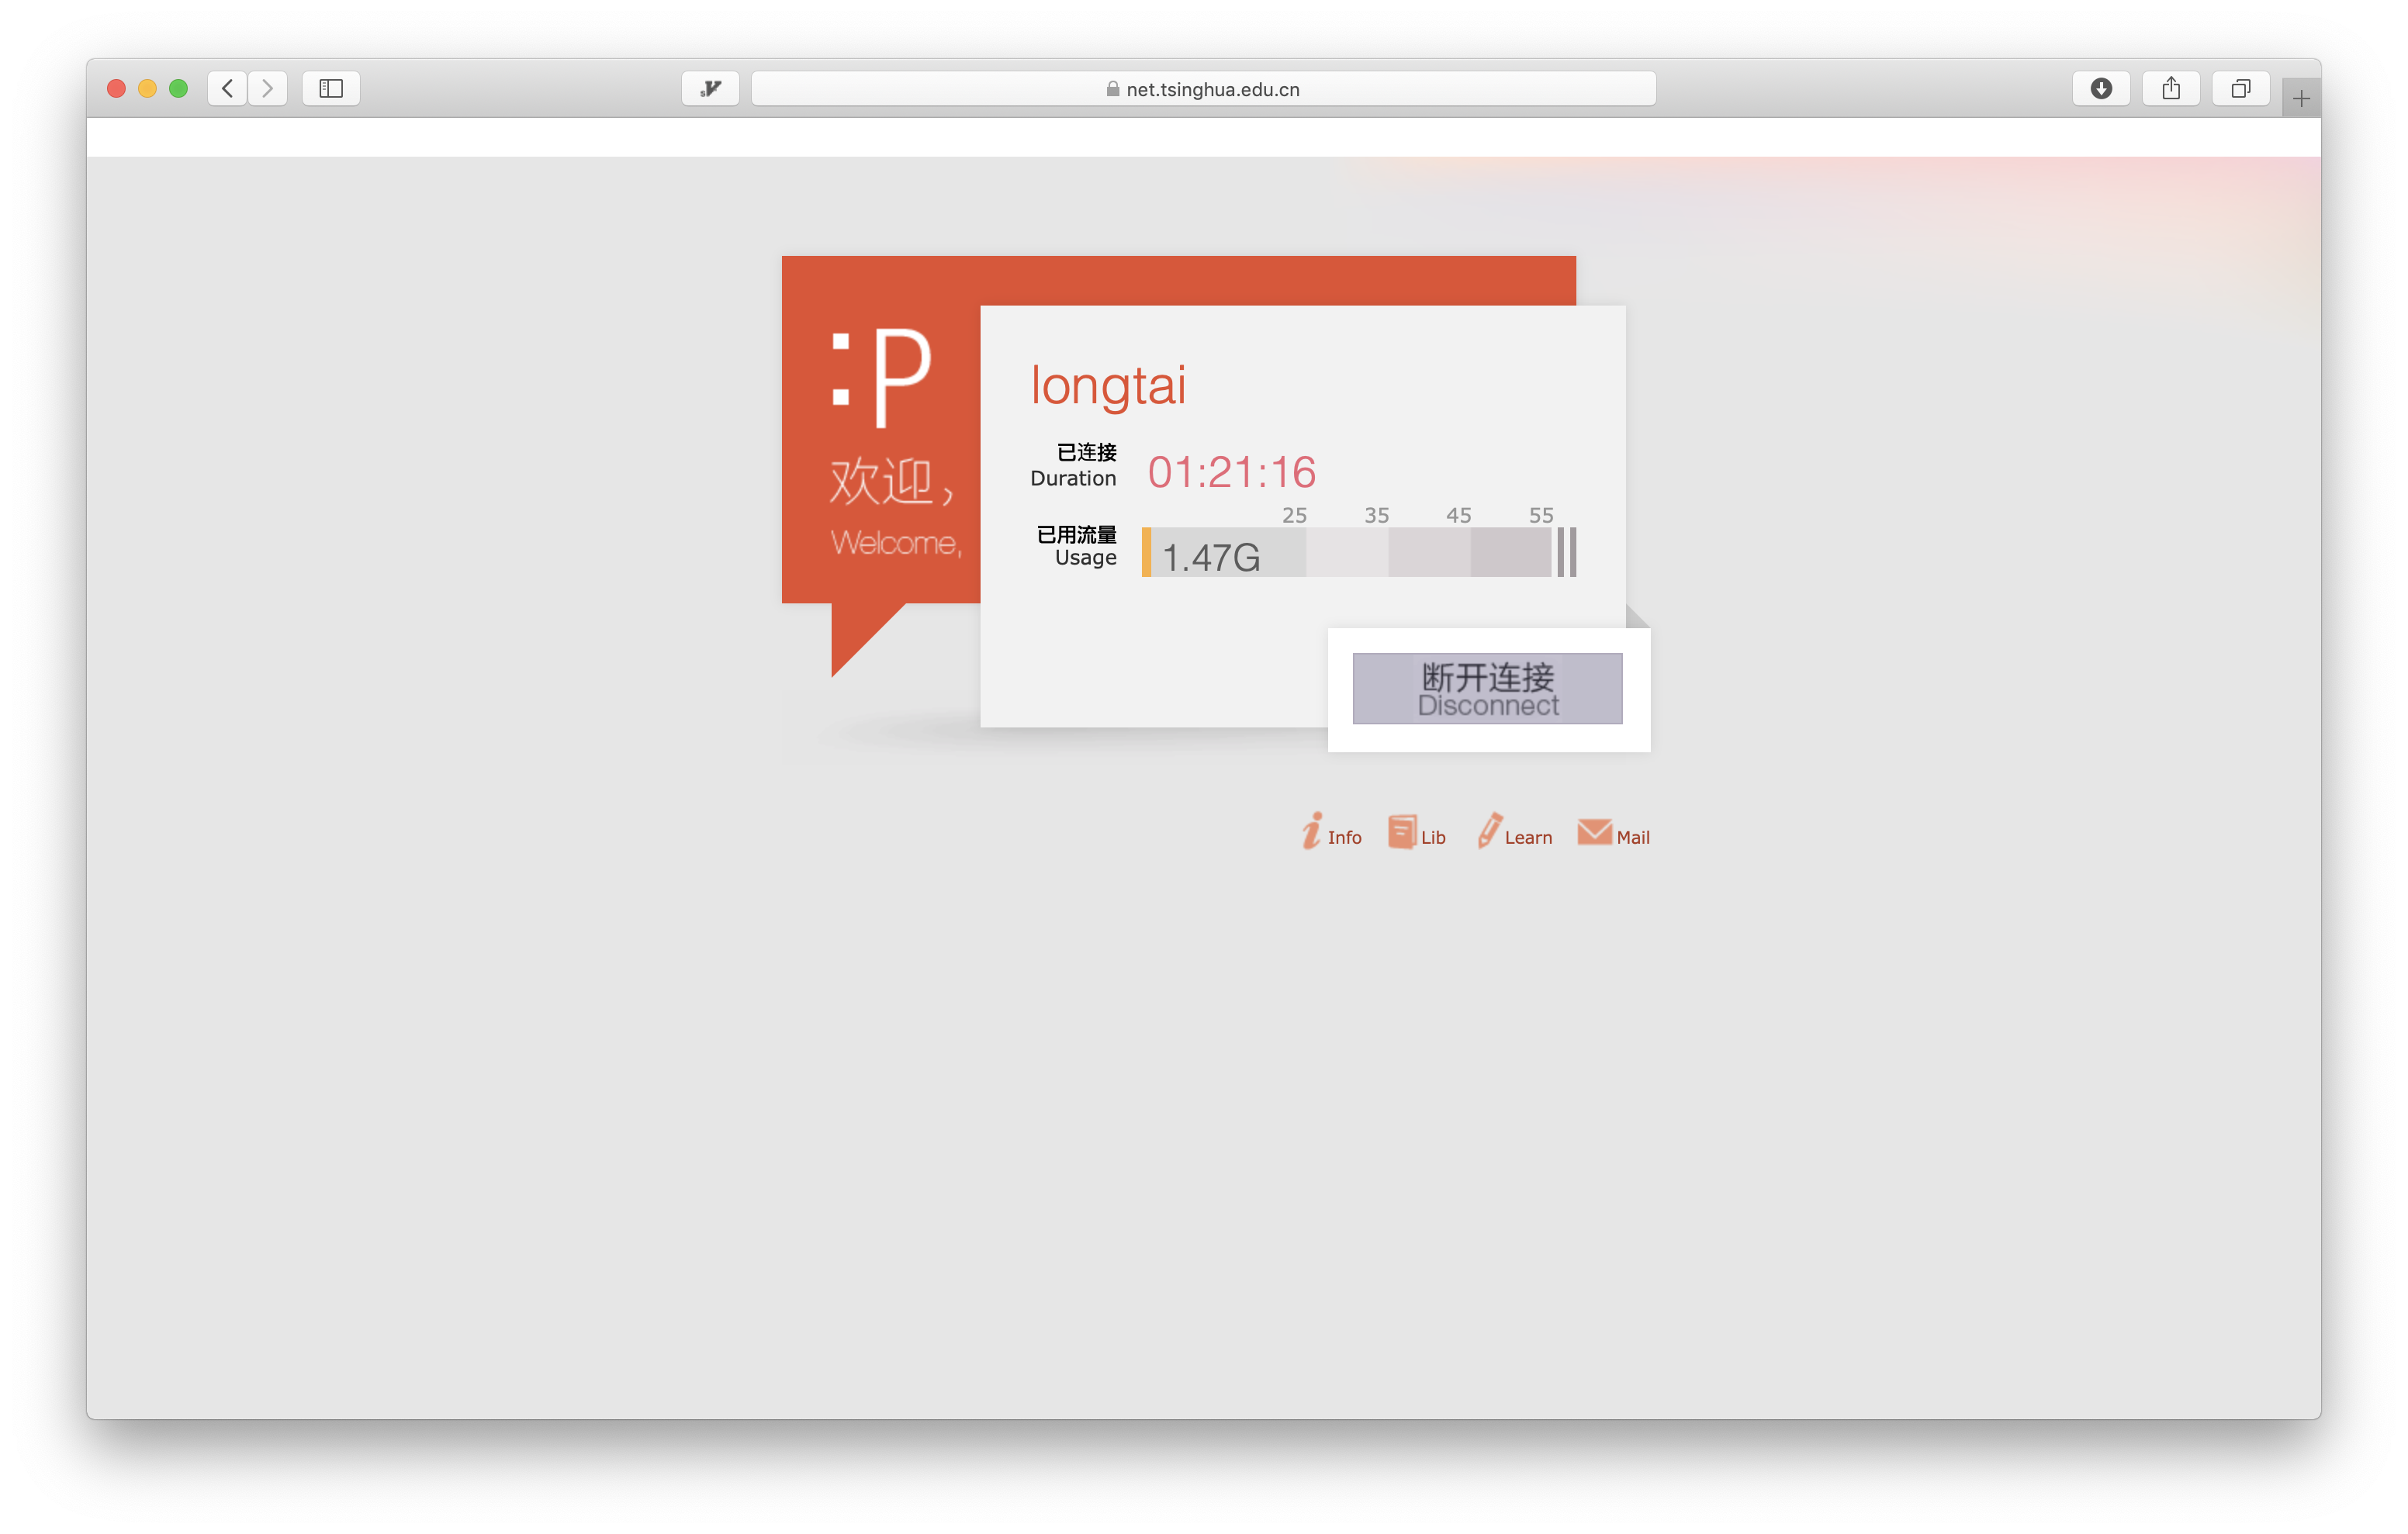 net.tsinghua.edu.cn
:P
欢迎，
Welcome,
longtai
已连接
Duration
01:21:16
25 35 45 55
已用流量
Usage
1.47G
断开连接
Disconnect
Info Lib Learn Mail